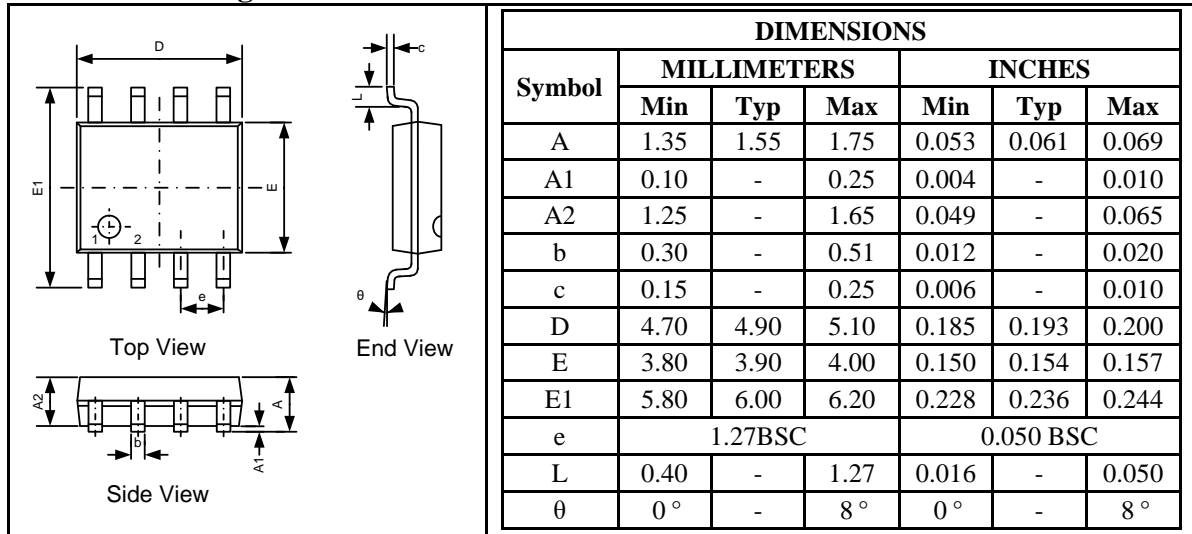 D
c
L
E1
E
1 2
e
θ
Top View
End View
A2
A
b
A1
Side View
DIMENSIONS
Symbol MILLIMETERS INCHES
Min Typ Max Min Typ Max
A 1.35 1.55 1.75 0.053 0.061 0.069
A1 0.10 - 0.25 0.004 - 0.010
A2 1.25 - 1.65 0.049 - 0.065
b 0.30 - 0.51 0.012 - 0.020
c 0.15 - 0.25 0.006 - 0.010
D 4.70 4.90 5.10 0.185 0.193 0.200
E 3.80 3.90 4.00 0.150 0.154 0.157
E1 5.80 6.00 6.20 0.228 0.236 0.244
e 1.27BSC 0.050 BSC
L 0.40 - 1.27 0.016 - 0.050
θ 0 ° - 8 ° 0 ° - 8 °